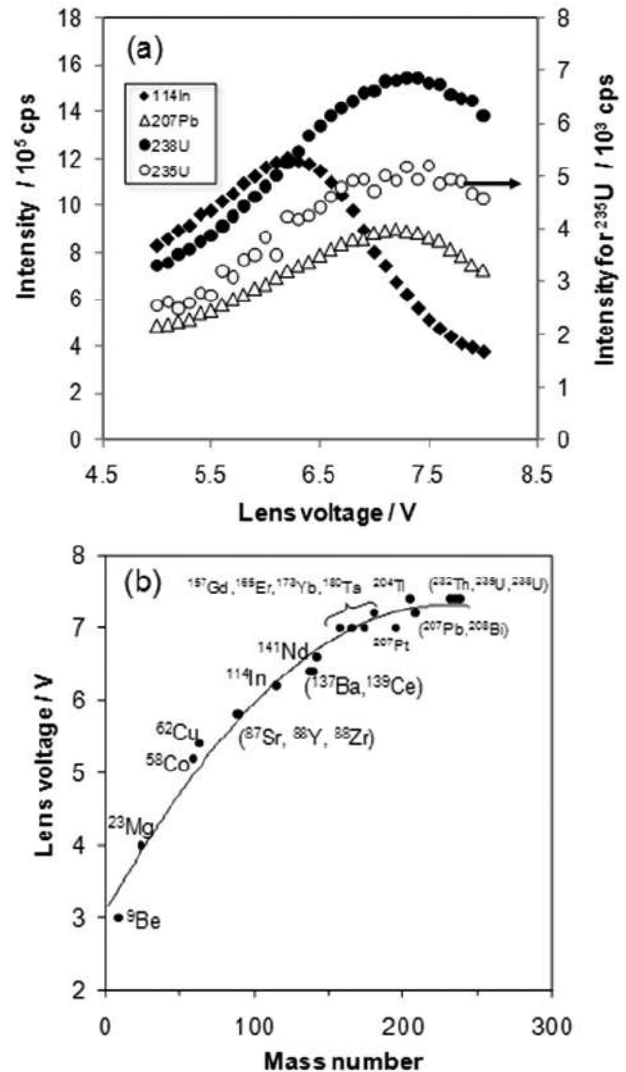 (a)
18
16
14
12
10
8
6
4
2
0
Intensity / 10⁵ cps
8
7
6
5
4
3
2
1
0
Intensity for ²³⁵U / 10³ cps
114In
207Pb
238U
235U
4.5 5.5 6.5 7.5 8.5
Lens voltage / V
(b)
8
7
6
5
4
3
2
Lens voltage / V
¹⁵⁷Gd, ¹⁶⁵Er, ¹⁷³Yb, ¹⁸⁰Ta ²⁰⁴Tl (²³²Th, ²³⁵U, ²³⁸U)
²⁰⁷Pt (²⁰⁷Pb, ²⁰⁸Bi)
¹⁴¹Nd
¹¹⁴In (¹³⁷Ba, ¹³⁹Ce)
⁶²Cu (⁸⁷Sr, ⁸⁸Y, ⁸⁸Zr)
⁵⁸Co
²³Mg
⁹Be
0 100 200 300
Mass number